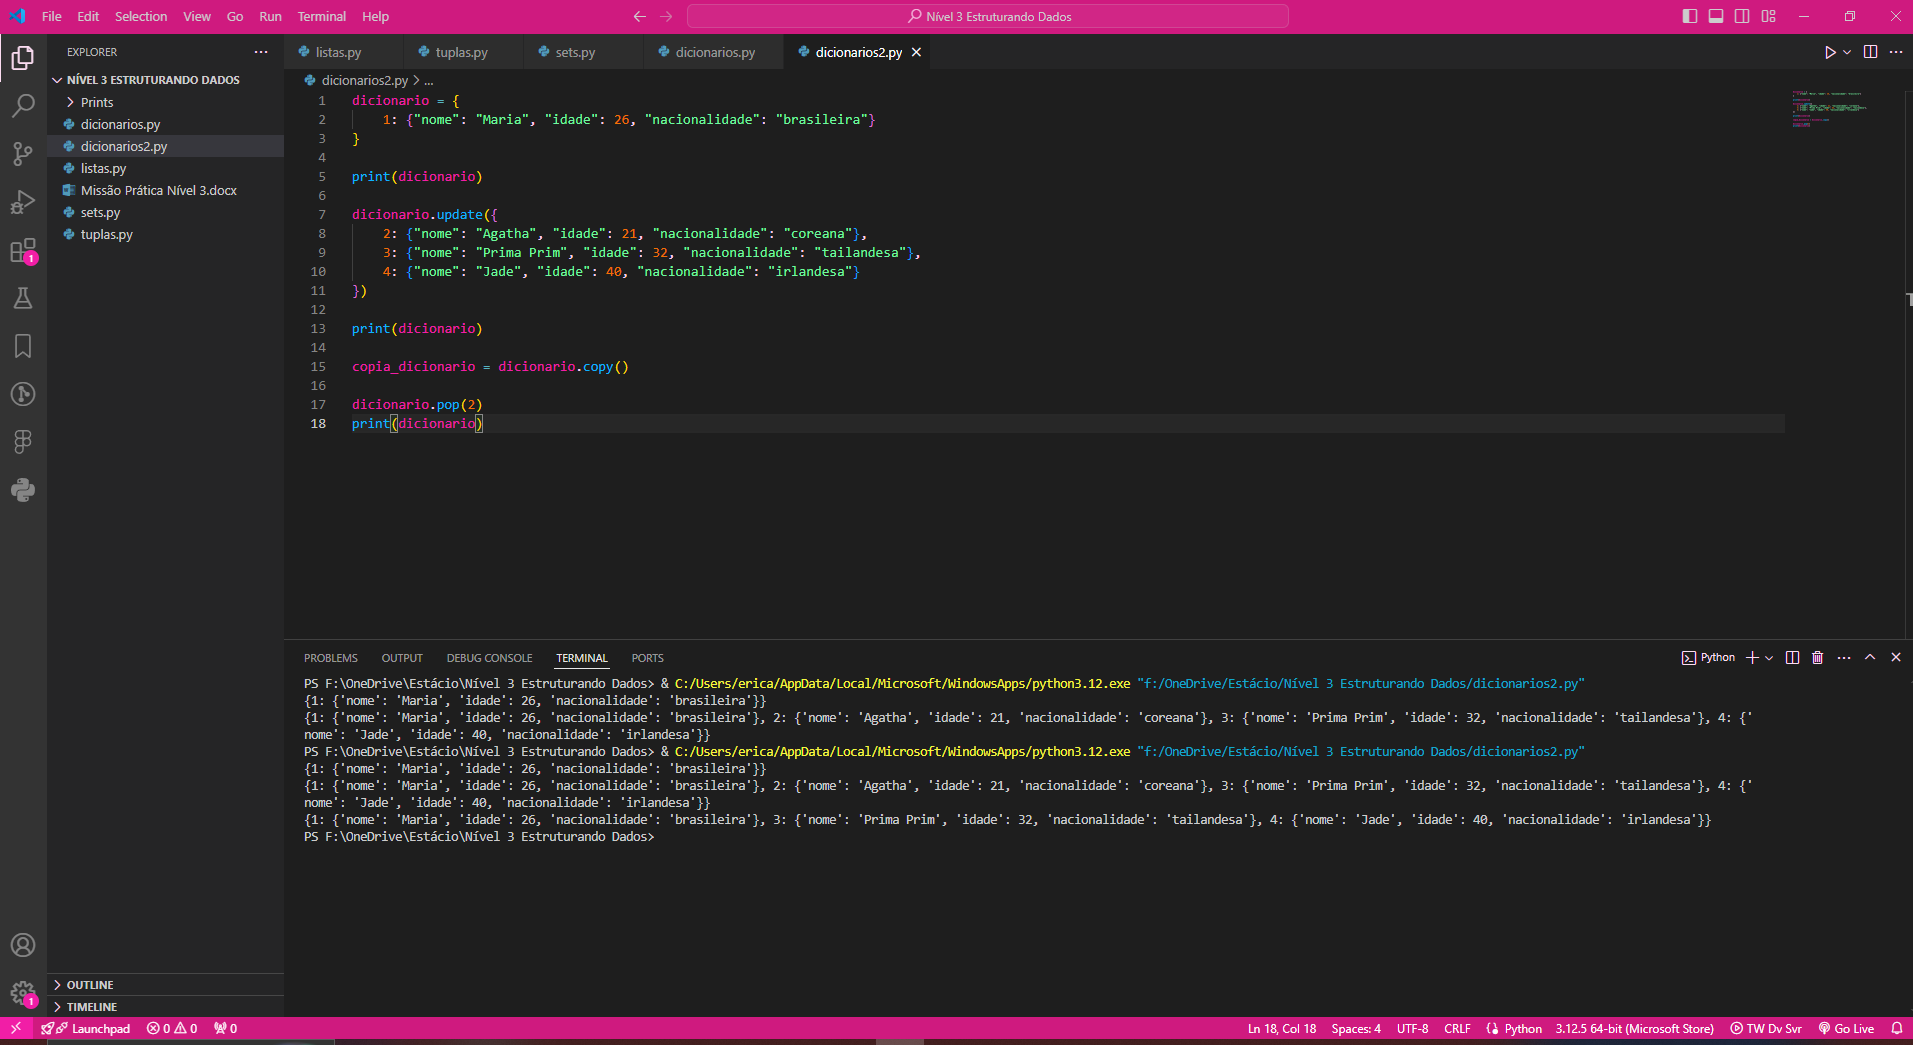 File Edit Selection View Go Run Terminal Help
Nível 3 Estruturando Dados
EXPLORER
NÍVEL 3 ESTRUTURANDO DADOS
Prints
dicionarios.py
dicionarios2.py
listas.py
Missão Prática Nível 3.docx
sets.py
tuplas.py
OUTLINE
TIMELINE
listas.py tuplas.py sets.py dicionarios.py dicionarios2.py
dicionarios2.py > ...
1 dicionario = {
2 1: {"nome": "Maria", "idade": 26, "nacionalidade": "brasileira"}
3 }
4
5 print(dicionario)
6
7 dicionario.update({
8 2: {"nome": "Agatha", "idade": 21, "nacionalidade": "coreana"},
9 3: {"nome": "Prima Prim", "idade": 32, "nacionalidade": "tailandesa"},
10 4: {"nome": "Jade", "idade": 40, "nacionalidade": "irlandesa"}
11 })
12
13 print(dicionario)
14
15 copia_dicionario = dicionario.copy()
16
17 dicionario.pop(2)
18 print(dicionario)
PROBLEMS OUTPUT DEBUG CONSOLE TERMINAL PORTS
Python
PS F:\OneDrive\Estácio\Nível 3 Estruturando Dados> & C:/Users/erica/AppData/Local/Microsoft/WindowsApps/python3.12.exe "f:/OneDrive/Estácio/Nível 3 Estruturando Dados/dicionarios2.py"
{1: {'nome': 'Maria', 'idade': 26, 'nacionalidade': 'brasileira'}}
{1: {'nome': 'Maria', 'idade': 26, 'nacionalidade': 'brasileira'}, 2: {'nome': 'Agatha', 'idade': 21, 'nacionalidade': 'coreana'}, 3: {'nome': 'Prima Prim', 'idade': 32, 'nacionalidade': 'tailandesa'}, 4: {'
nome': 'Jade', 'idade': 40, 'nacionalidade': 'irlandesa'}}
PS F:\OneDrive\Estácio\Nível 3 Estruturando Dados> & C:/Users/erica/AppData/Local/Microsoft/WindowsApps/python3.12.exe "f:/OneDrive/Estácio/Nível 3 Estruturando Dados/dicionarios2.py"
{1: {'nome': 'Maria', 'idade': 26, 'nacionalidade': 'brasileira'}}
{1: {'nome': 'Maria', 'idade': 26, 'nacionalidade': 'brasileira'}, 2: {'nome': 'Agatha', 'idade': 21, 'nacionalidade': 'coreana'}, 3: {'nome': 'Prima Prim', 'idade': 32, 'nacionalidade': 'tailandesa'}, 4: {'
nome': 'Jade', 'idade': 40, 'nacionalidade': 'irlandesa'}}
{1: {'nome': 'Maria', 'idade': 26, 'nacionalidade': 'brasileira'}, 3: {'nome': 'Prima Prim', 'idade': 32, 'nacionalidade': 'tailandesa'}, 4: {'nome': 'Jade', 'idade': 40, 'nacionalidade': 'irlandesa'}}
PS F:\OneDrive\Estácio\Nível 3 Estruturando Dados>
1
1
Launchpad 0 0 0 Ln 18, Col 18 Spaces: 4 UTF-8 CRLF Python 3.12.5 64-bit (Microsoft Store) TW Dv Svr Go Live